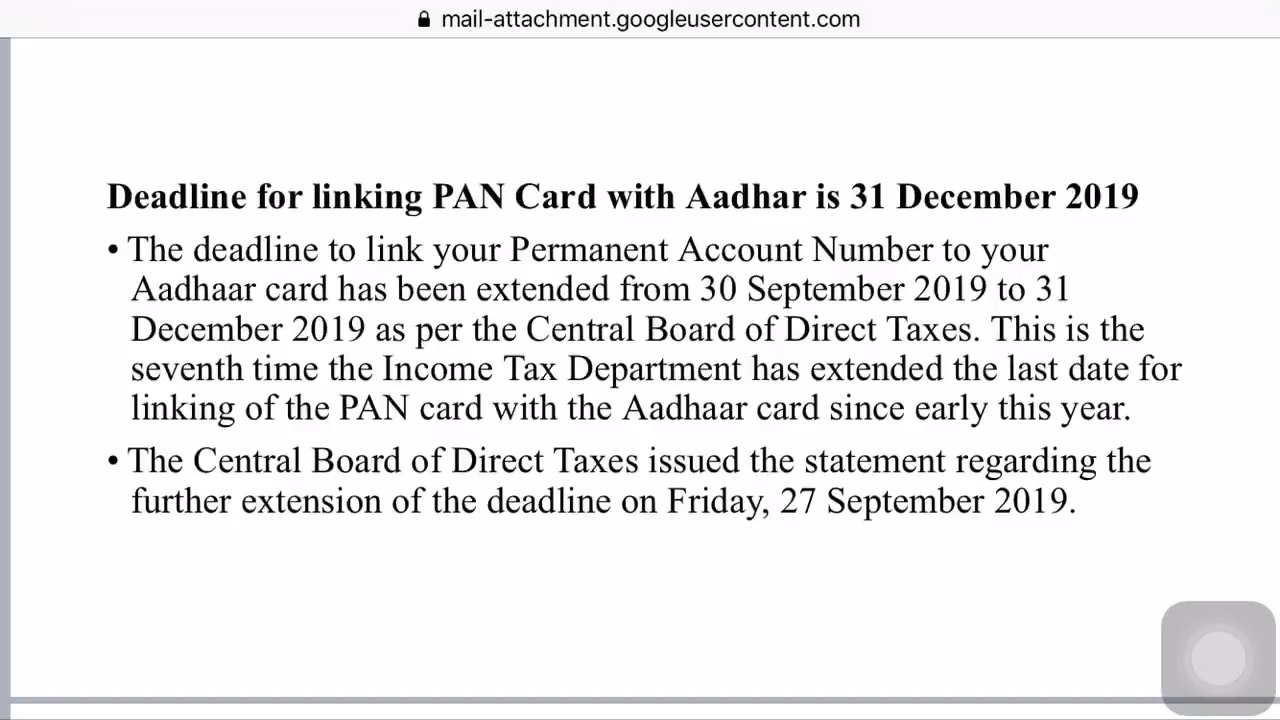 mail-attachment.googleusercontent.com
Deadline for linking PAN Card with Aadhar is 31 December 2019
• The deadline to link your Permanent Account Number to your
Aadhaar card has been extended from 30 September 2019 to 31
December 2019 as per the Central Board of Direct Taxes. This is the
seventh time the Income Tax Department has extended the last date for
linking of the PAN card with the Aadhaar card since early this year.
• The Central Board of Direct Taxes issued the statement regarding the
further extension of the deadline on Friday, 27 September 2019.